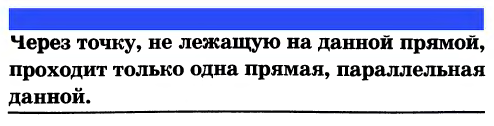 Через точку, не лежащую на данной прямой,
проходит только одна прямая, параллельная
данной.